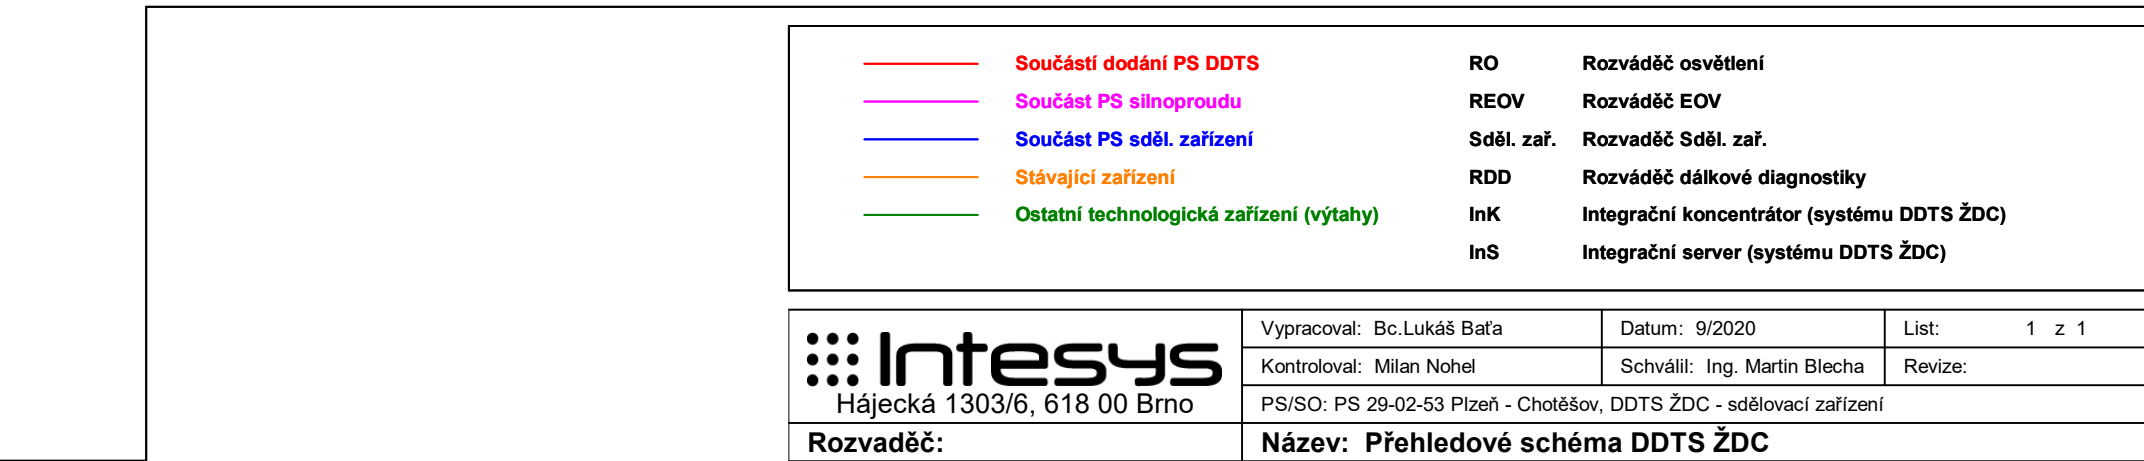 Součástí dodání PS DDTS RO Rozváděč osvětlení
Součást PS silnoproudu REOV Rozváděč EOV
Součást PS sděl. zařízení Sděl. zař. Rozvaděč Sděl. zař.
Stávající zařízení RDD Rozváděč dálkové diagnostiky
Ostatní technologická zařízení (výtahy) InK Integrační koncentrátor (systému DDTS ŽDC)
InS Integrační server (systému DDTS ŽDC)
Intesys
Hájecká 1303/6, 618 00 Brno
Vypracoval: Bc.Lukáš Baťa Datum: 9/2020 List: 1 z 1
Kontroloval: Milan Nohel Schválil: Ing. Martin Blecha Revize:
PS/SO: PS 29-02-53 Plzeň - Chotěšov, DDTS ŽDC - sdělovací zařízení
Rozvaděč: Název: Přehledové schéma DDTS ŽDC